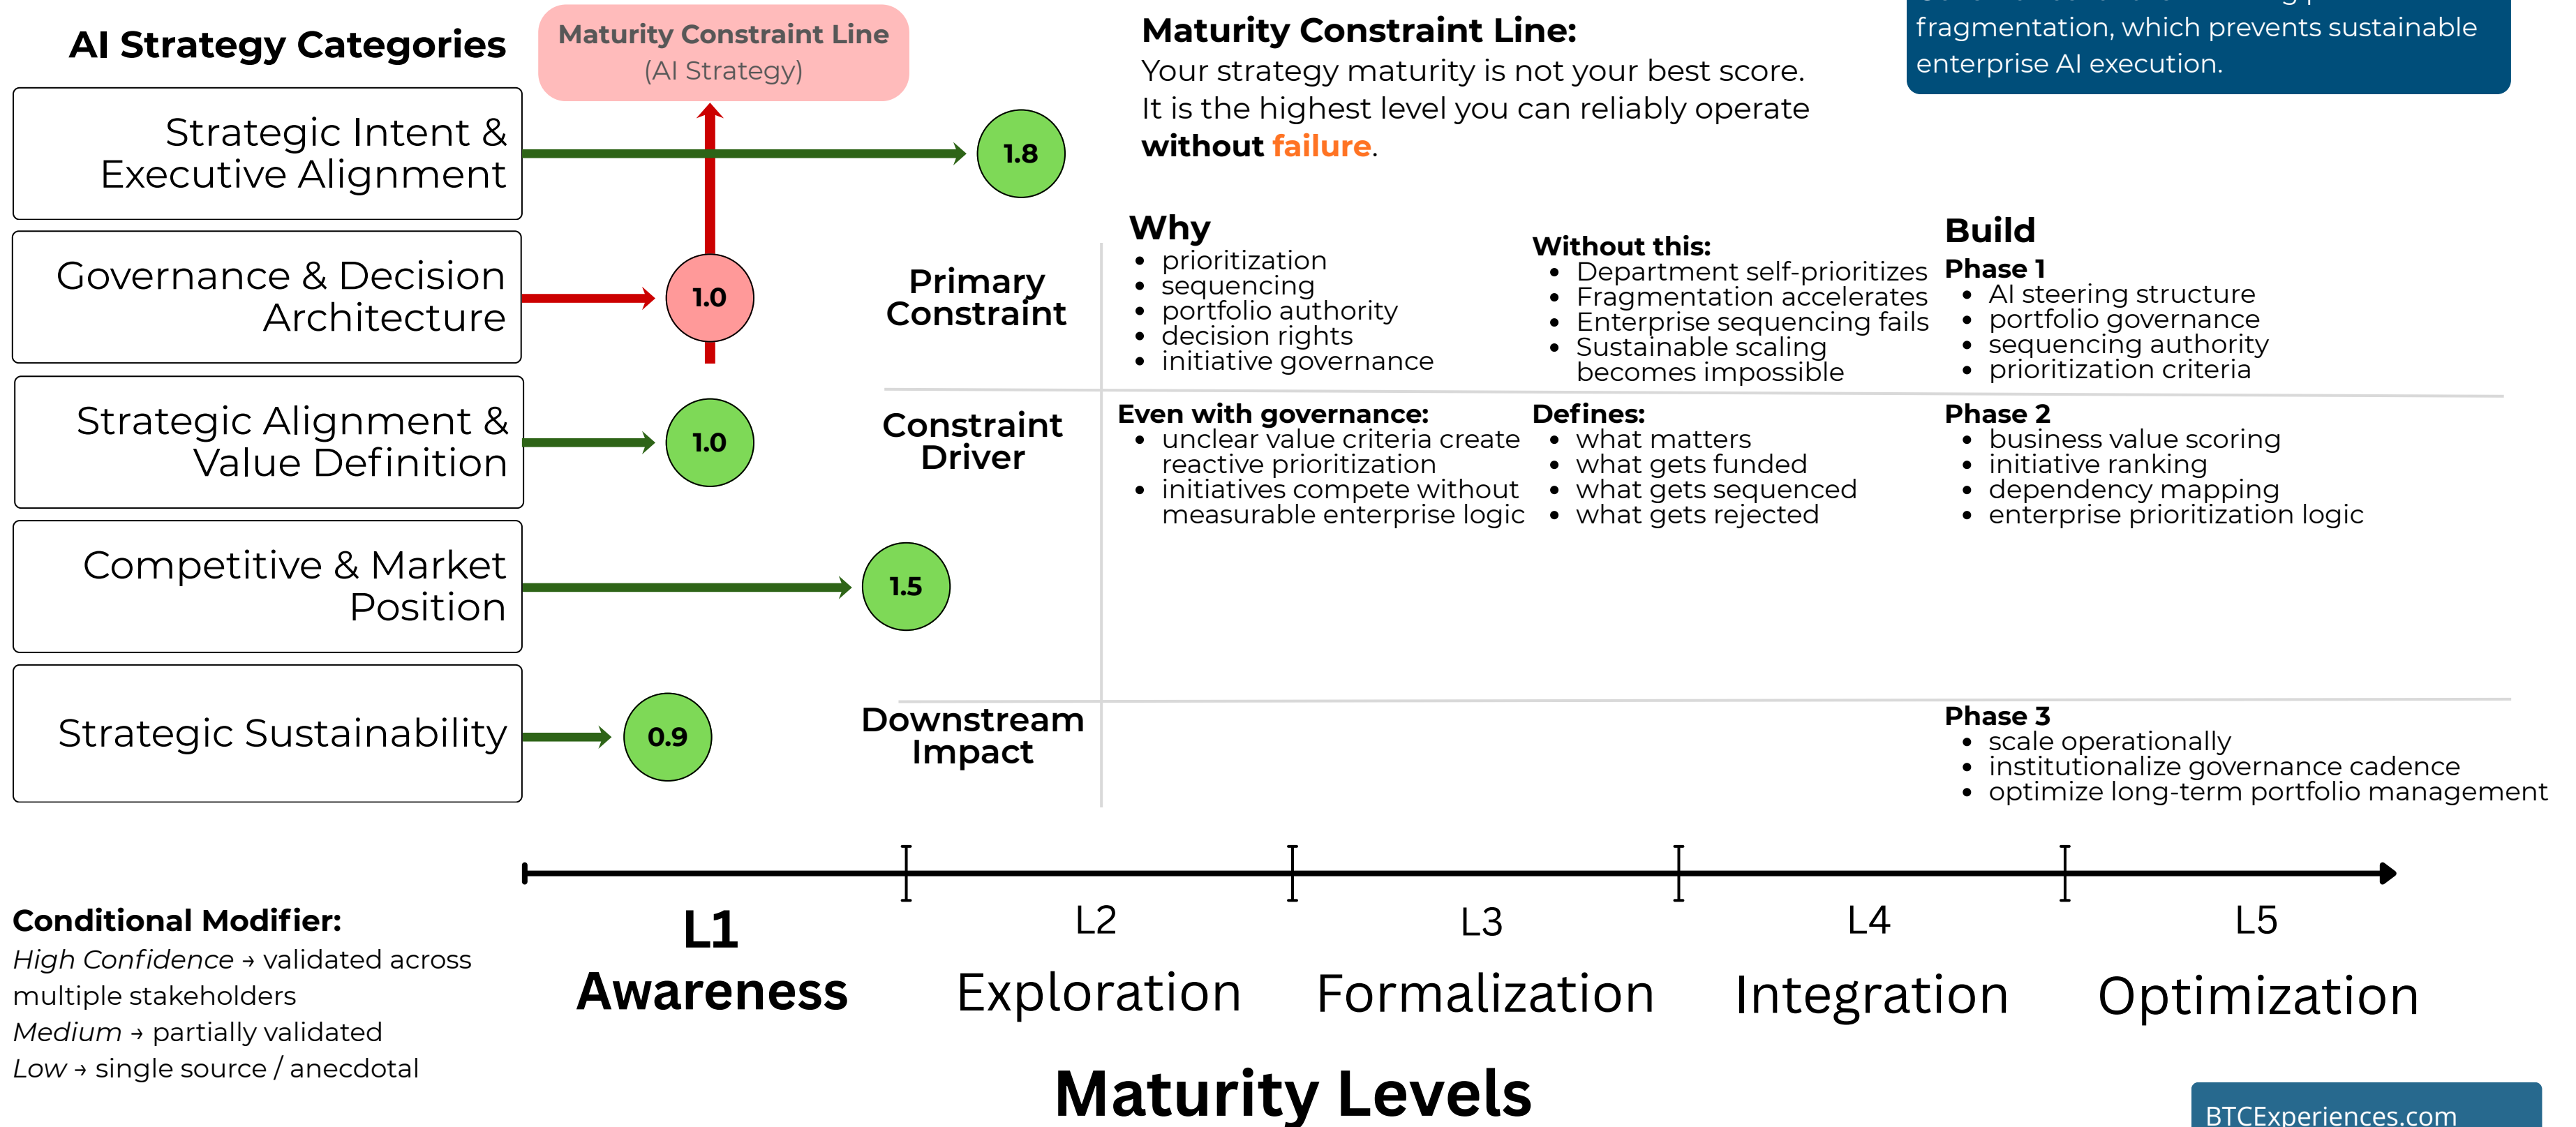 AI Strategy Categories
Maturity Constraint Line
(AI Strategy)
Maturity Constraint Line:
Your strategy maturity is not your best score.
It is the highest level you can reliably operate
without failure.
fragmentation, which prevents sustainable
enterprise AI execution.
Strategic Intent &
Executive Alignment
1.8
Governance & Decision
Architecture
1.0
Primary
Constraint
Why
• prioritization
• sequencing
• portfolio authority
• decision rights
• initiative governance
Without this:
• Department self-prioritizes
• Fragmentation accelerates
• Enterprise sequencing fails
• Sustainable scaling
becomes impossible
Build
Phase 1
• AI steering structure
• portfolio governance
• sequencing authority
• prioritization criteria
Strategic Alignment &
Value Definition
1.0
Constraint
Driver
Even with governance:
• unclear value criteria create
reactive prioritization
• initiatives compete without
measurable enterprise logic
Defines:
• what matters
• what gets funded
• what gets sequenced
• what gets rejected
Phase 2
• business value scoring
• initiative ranking
• dependency mapping
• enterprise prioritization logic
Competitive & Market
Position
1.5
Strategic Sustainability
0.9
Downstream
Impact
Phase 3
• scale operationally
• institutionalize governance cadence
• optimize long-term portfolio management
L1
Awareness
L2
Exploration
L3
Formalization
L4
Integration
L5
Optimization
Maturity Levels
Conditional Modifier:
High Confidence → validated across
multiple stakeholders
Medium → partially validated
Low → single source / anecdotal
BTCExperiences.com